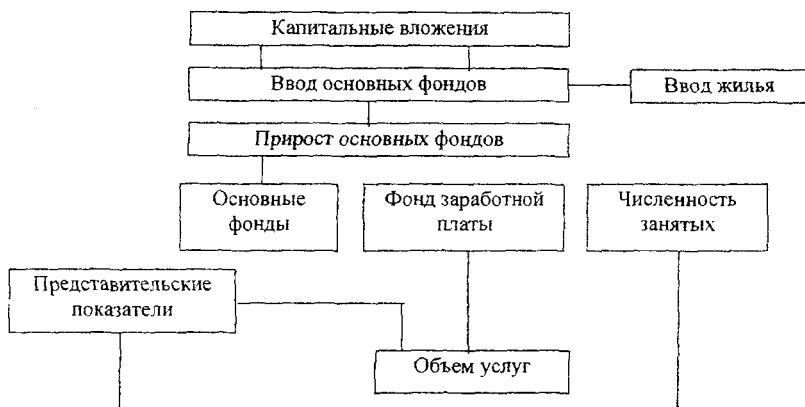 Капитальные вложения
Ввод основных фондов
Ввод жилья
Прирост основных фондов
Основные
фонды
Фонд заработной
платы
Численность
занятых
Представительские
показатели
Объем услуг